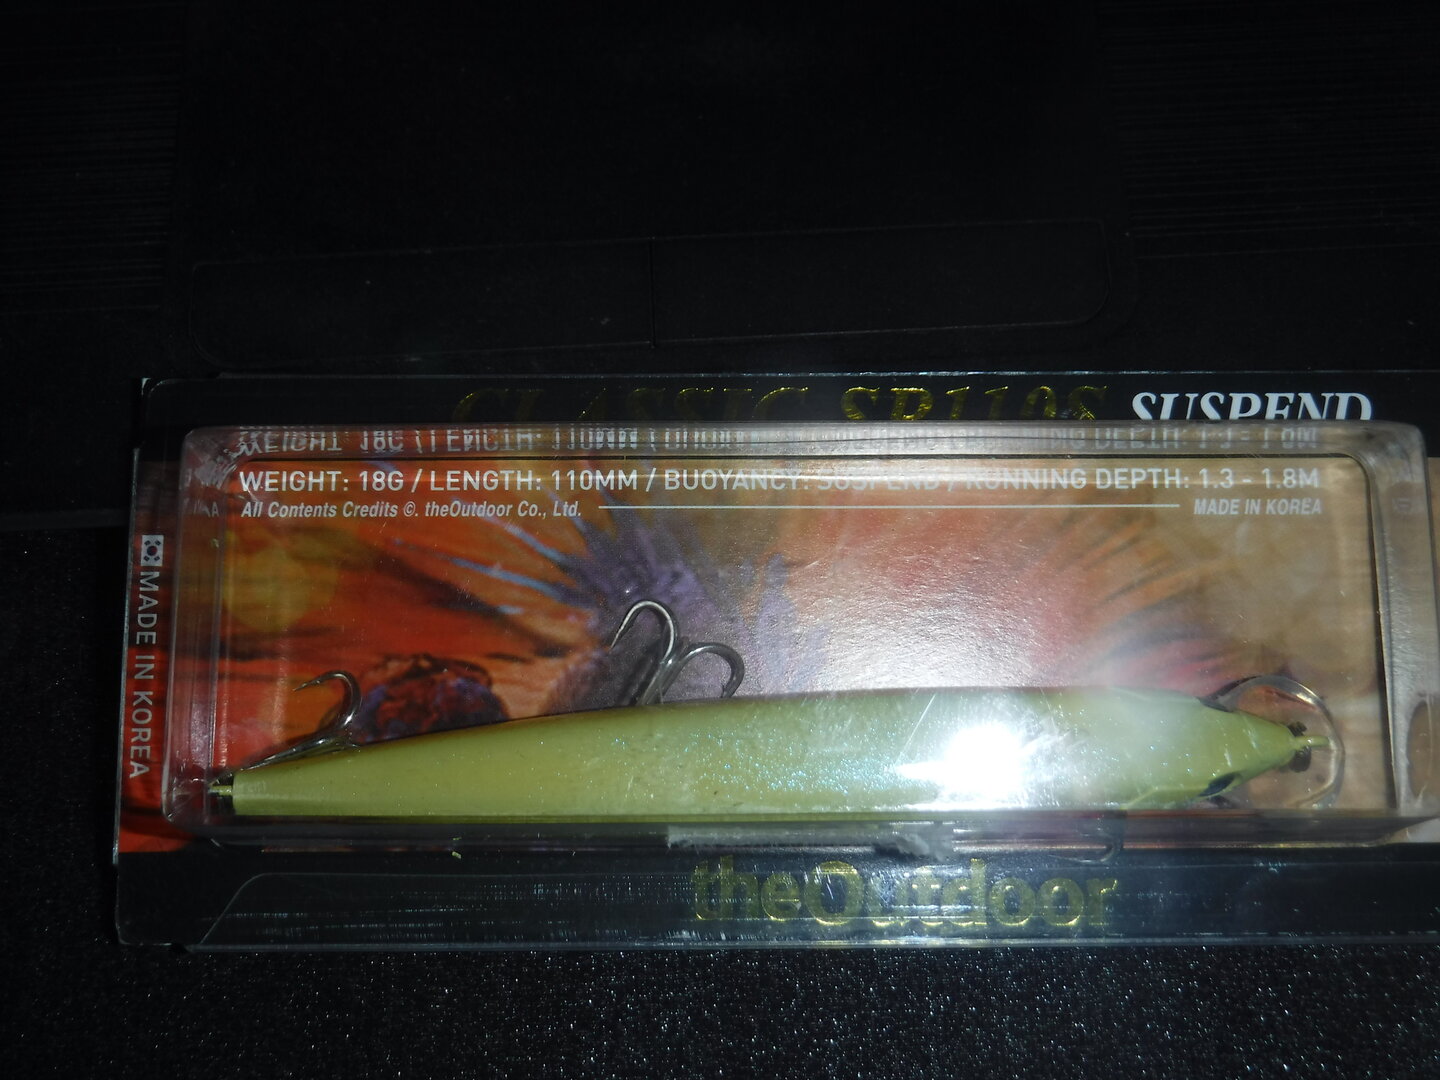 CLASSIC SR110S SUSPEND
WEIGHT: 18G / LENGTH: 110MM / BUOYANCY: SUSPEND / RUNNING DEPTH: 1.3 - 1.8M
All Contents Credits ©. theOutdoor Co., Ltd.
MADE IN KOREA
MADE IN KOREA
theOutdoor